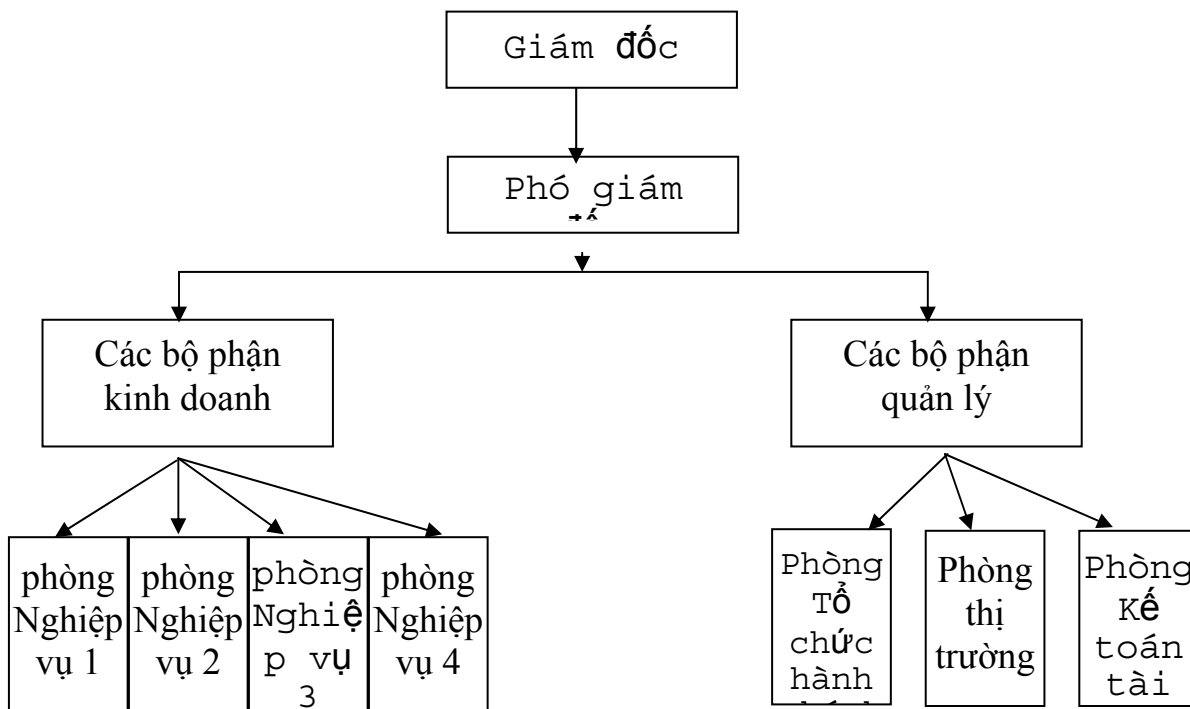 Giám đốc
Phó giám
Các bộ phận
kinh doanh
Các bộ phận
quản lý
phòng
Nghiệp
vụ 1
phòng
Nghiệp
vụ 2
phòng
Nghiệ
p vụ
3
phòng
Nghiệp
vụ 4
Phòng
Tổ
chức
hành
Phòng
thị
trường
Phòng
Kế
toán
tài